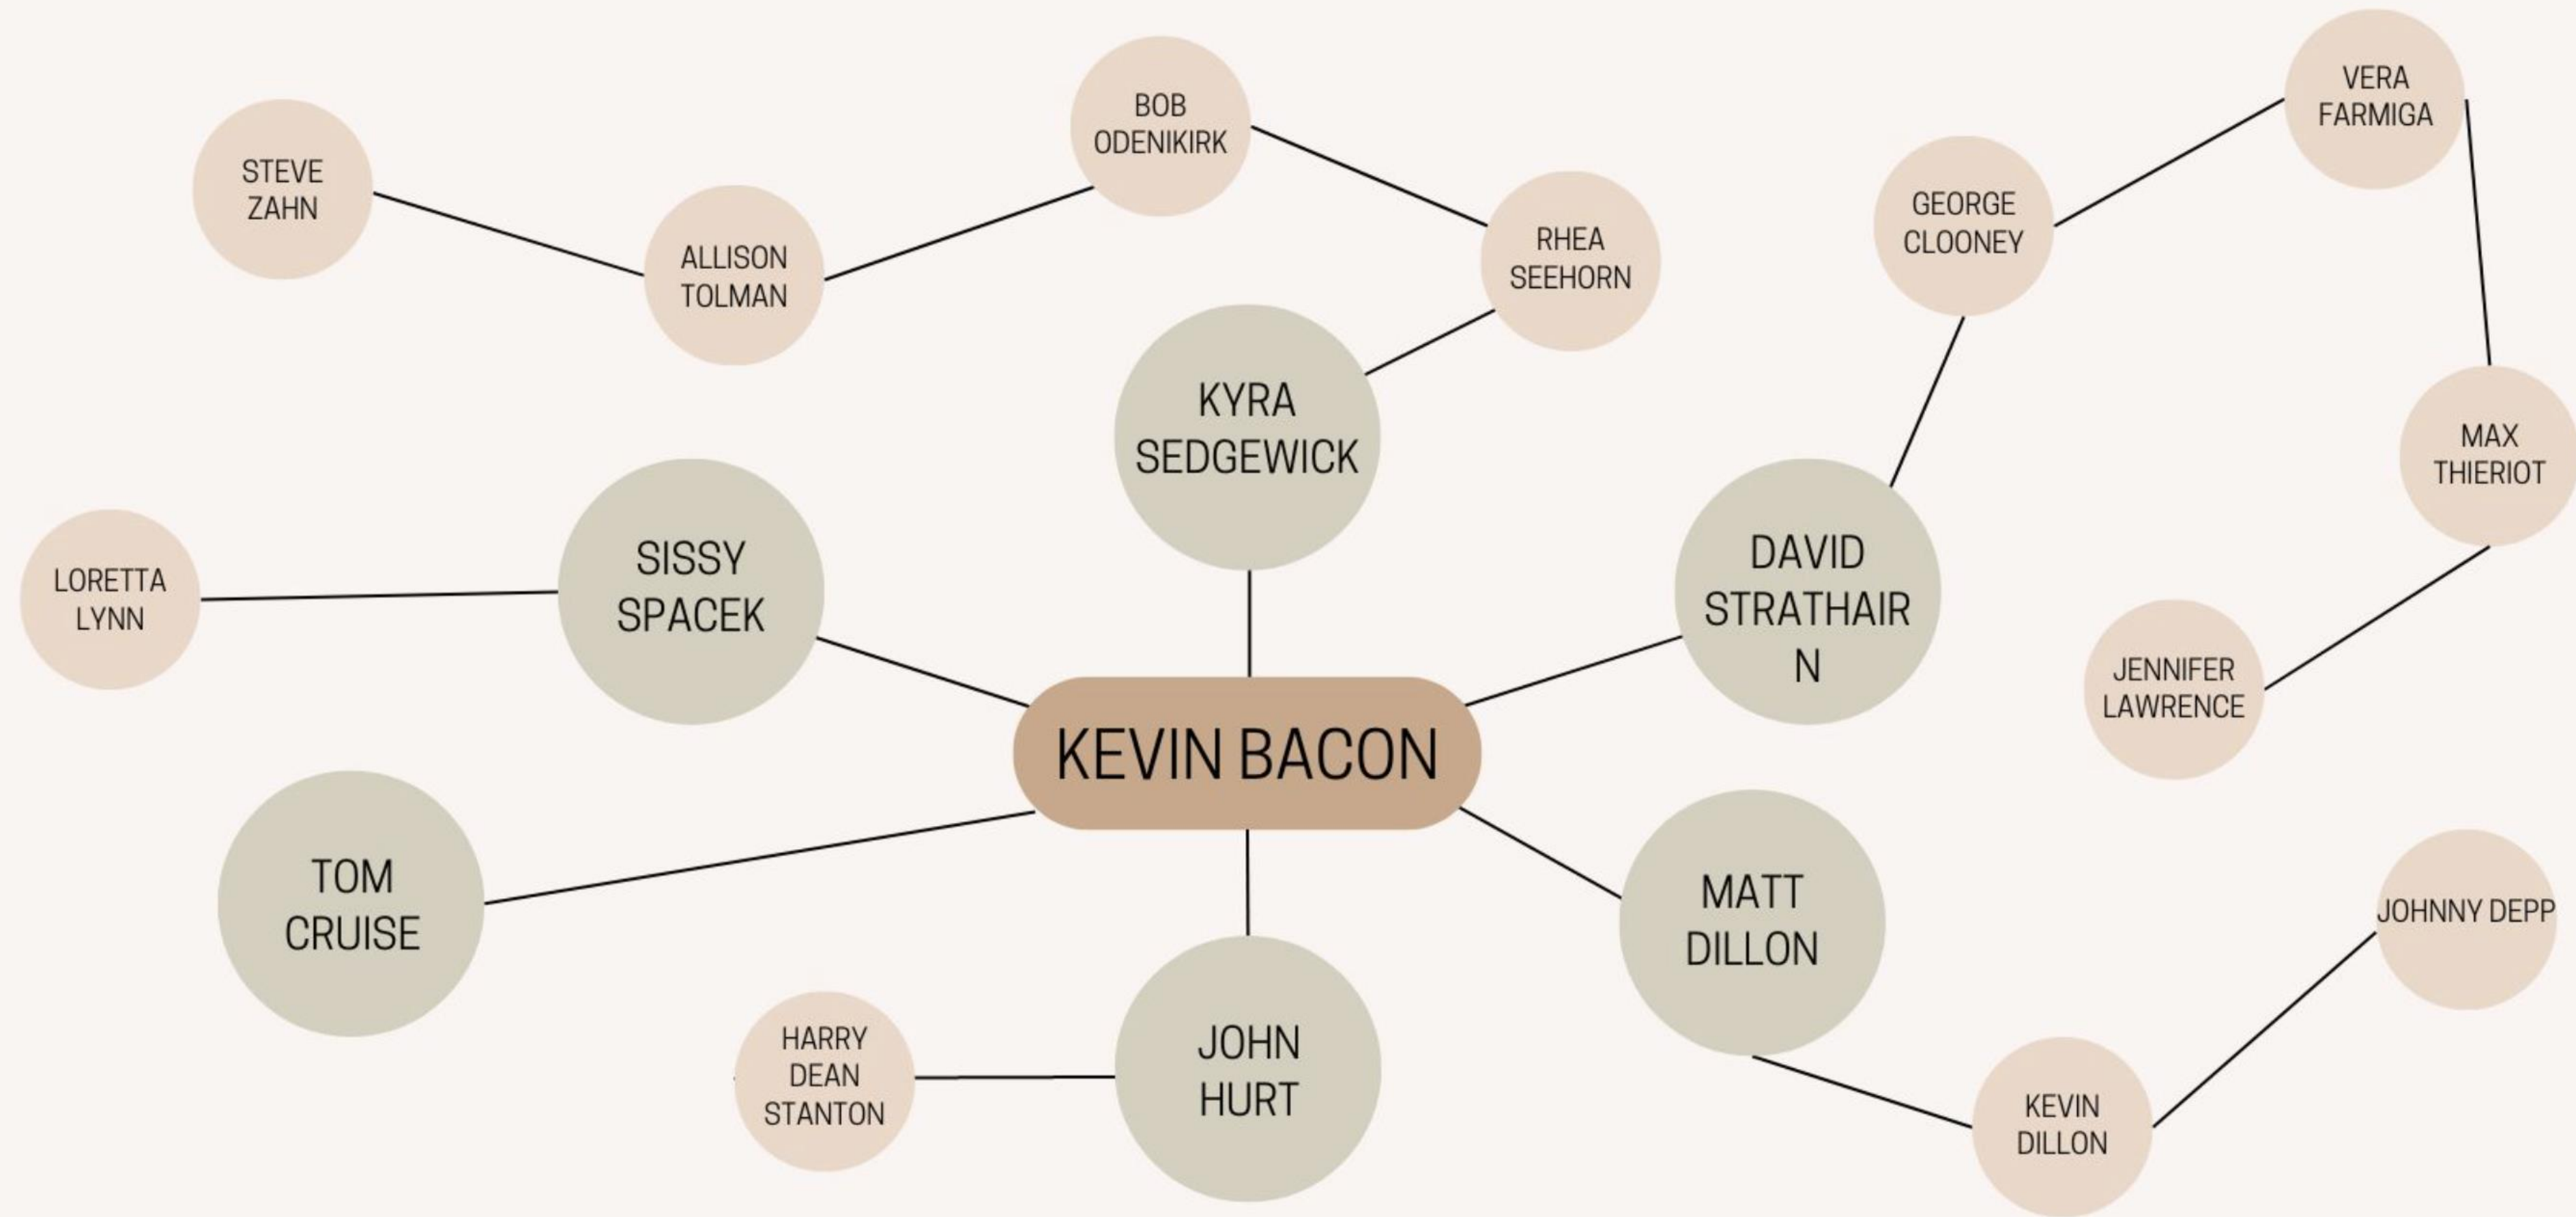 VERA
FARMIGA
BOB
ODENIKIRK
STEVE
ZAHN
GEORGE
CLOONEY
ALLISON
TOLMAN
RHEA
SEEHORN
KYRA
SEDGEWICK
MAX
THIERIOT
LORETTA
LYNN
SISSY
SPACEK
DAVID
STRATHAIR
N
JENNIFER
LAWRENCE
KEVIN BACON
TOM
CRUISE
MATT
DILLON
JOHNNY DEPP
HARRY
DEAN
STANTON
JOHN
HURT
KEVIN
DILLON